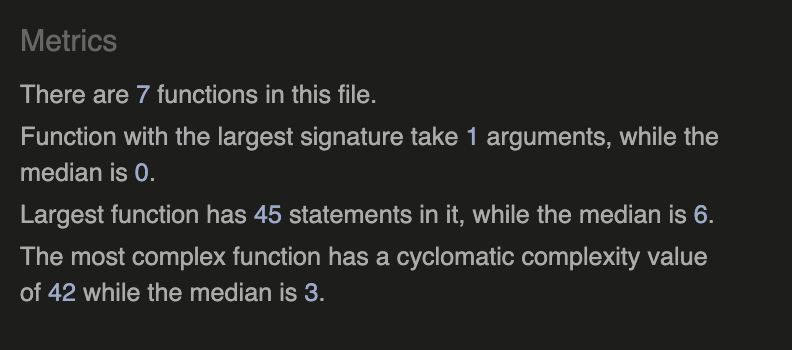 Metrics
There are 7 functions in this file.
Function with the largest signature take 1 arguments, while the
median is 0.
Largest function has 45 statements in it, while the median is 6.
The most complex function has a cyclomatic complexity value
of 42 while the median is 3.